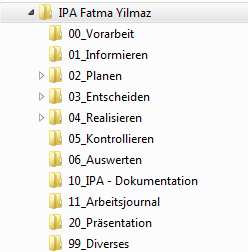 IPA Fatma Yilmaz
00_Vorarbeit
01_Informieren
02_Planen
03_Entscheiden
04_Realisieren
05_Kontrollieren
06_Auswerten
10_IPA - Dokumentation
11_Arbeitsjournal
20_Präsentation
99_Diverses